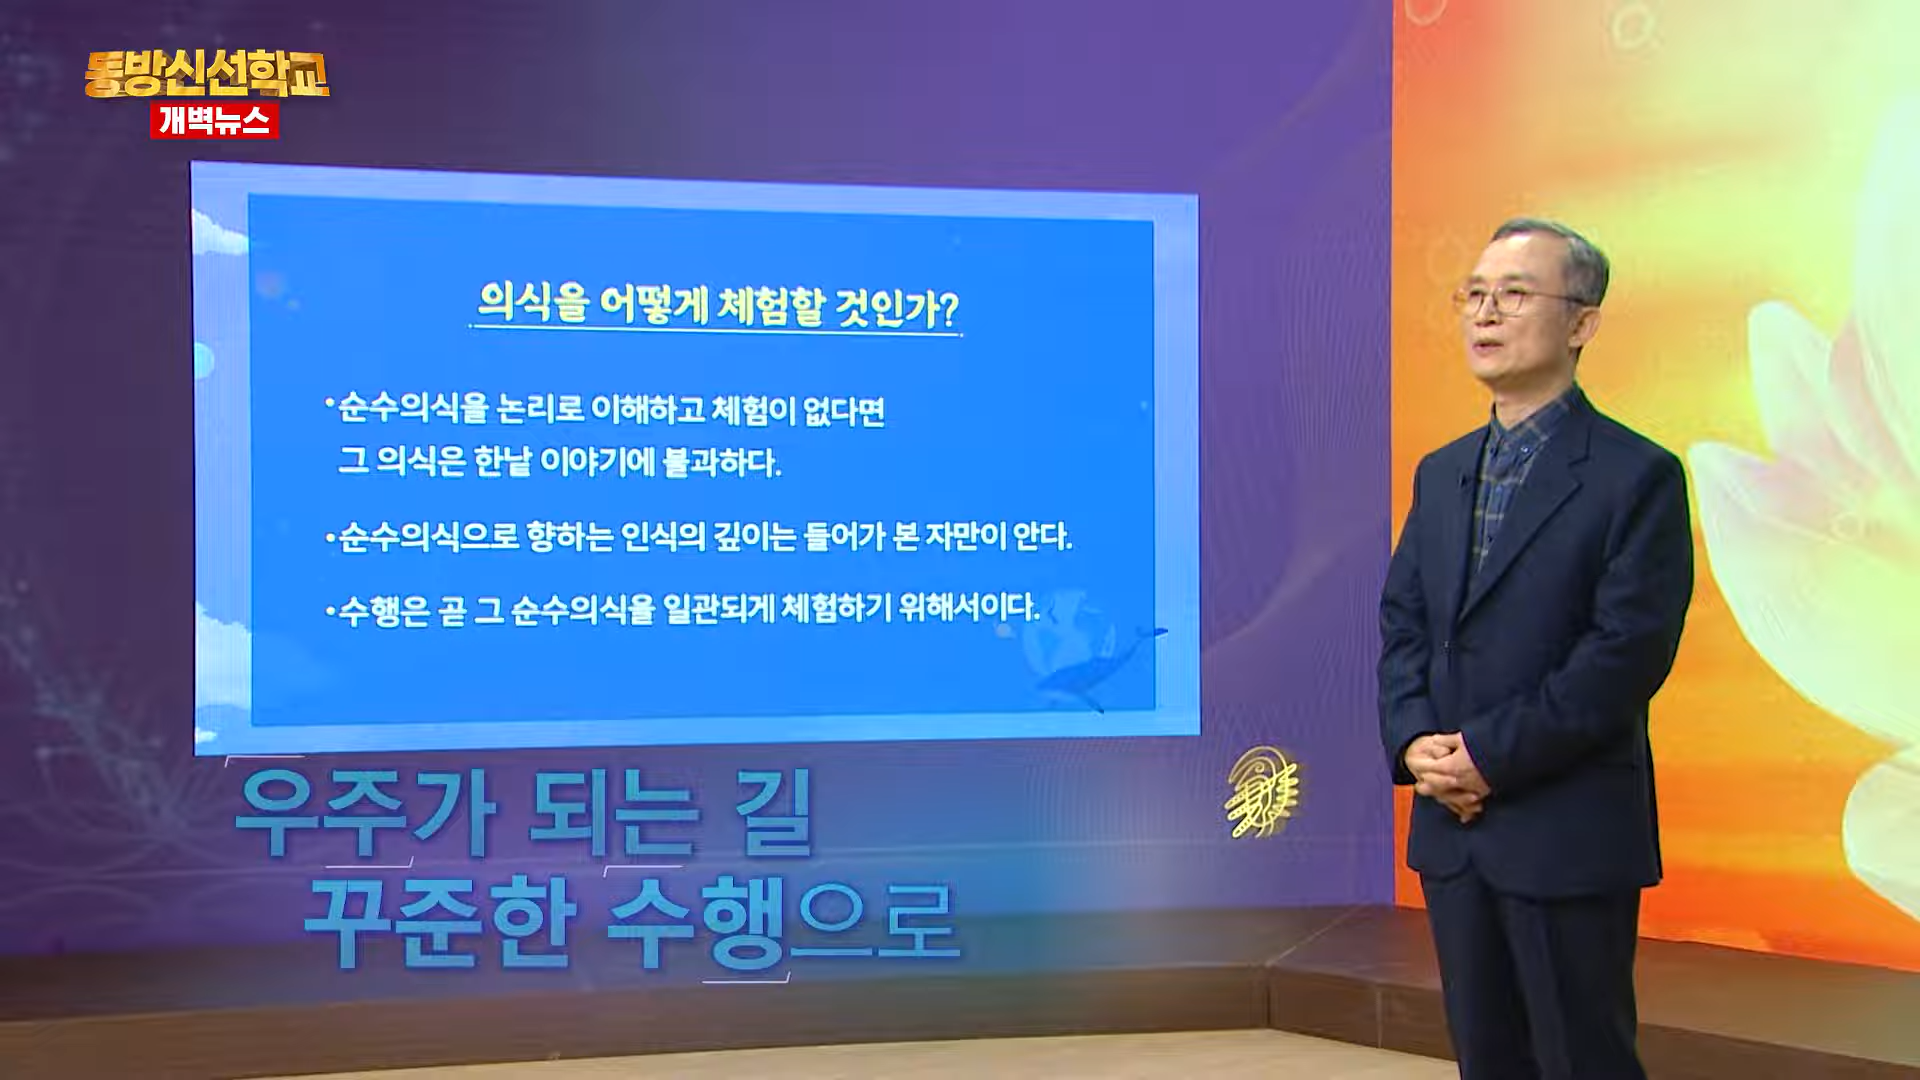 동방신선학교
개벽뉴스
의식을 어떻게 체험할 것인가?
•순수의식을 논리로 이해하고 체험이 없다면
그 의식은 한낱 이야기에 불과하다.
•순수의식으로 향하는 인식의 깊이는 들어가 본 자만이 안다.
•수행은 곧 그 순수의식을 일관되게 체험하기 위해서이다.
우주가 되는 길
꾸준한 수행으로